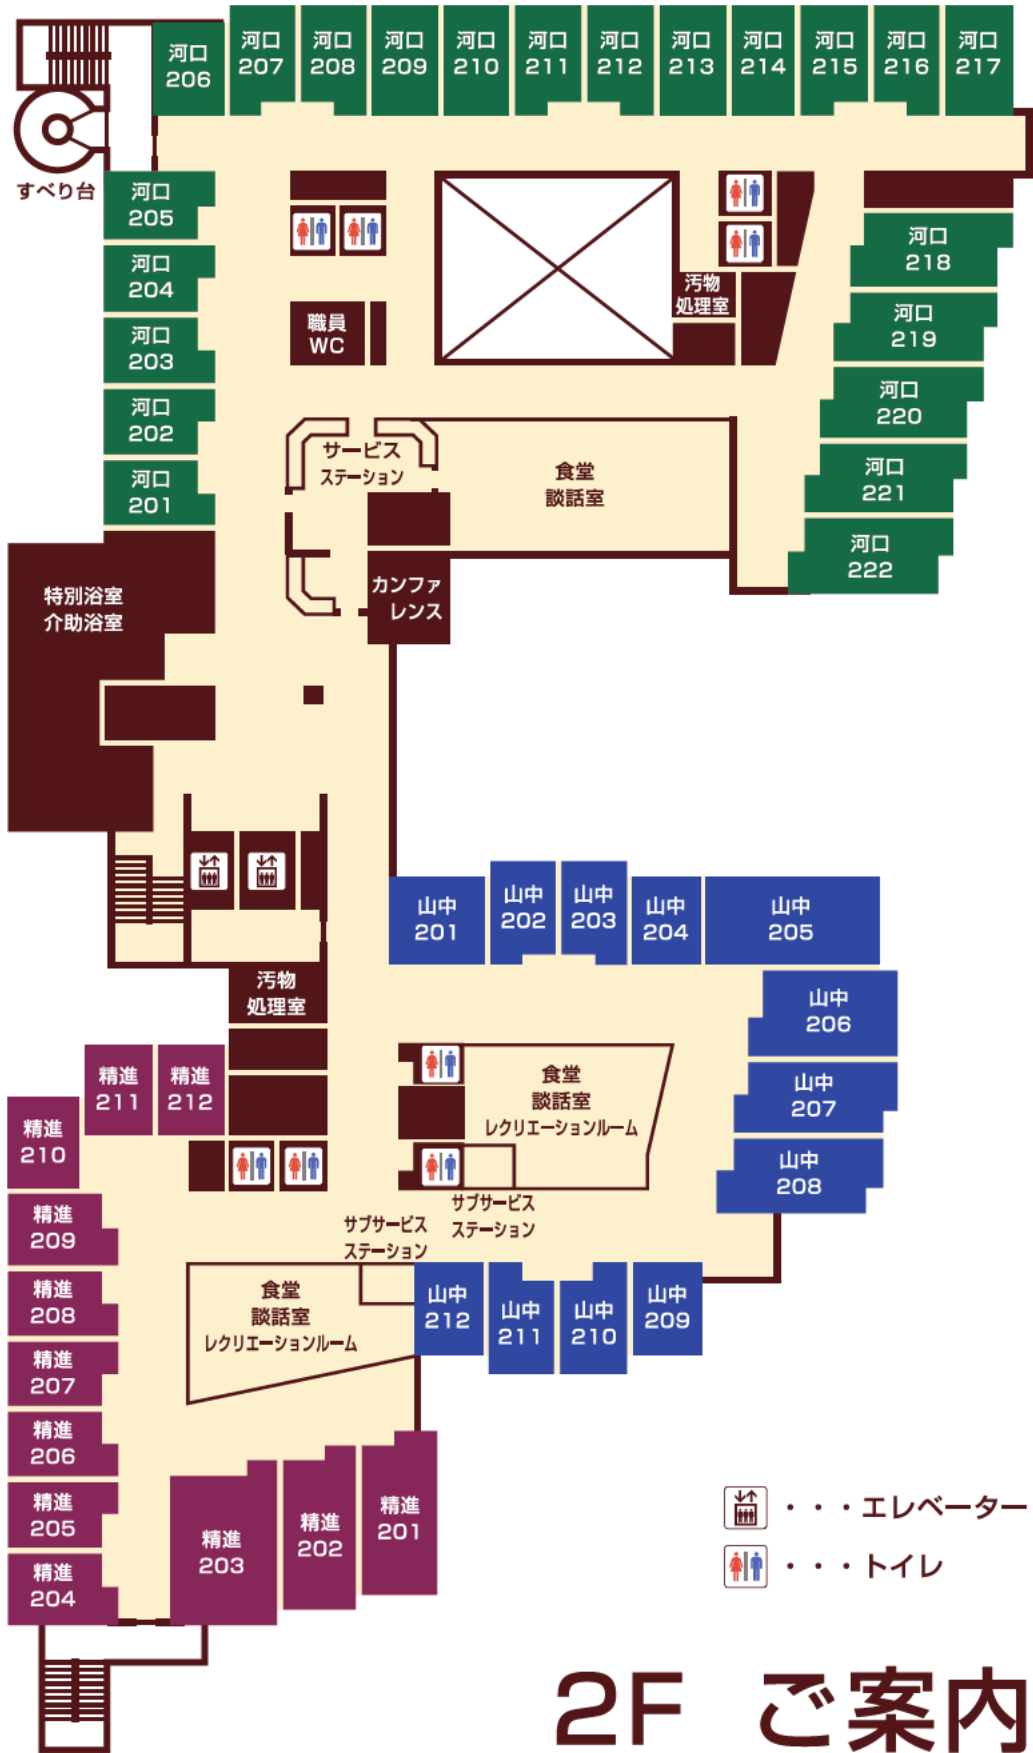 河口
206
河口
207
河口
208
河口
209
河口
210
河口
211
河口
212
河口
213
河口
214
河口
215
河口
216
河口
217
すべり台
河口
205
河口
204
河口
203
河口
202
河口
201
職員
WC
汚物
処理室
河口
218
河口
219
河口
220
河口
221
河口
222
サービス
ステーション
食堂
談話室
カンファ
レンス
特別浴室
介助浴室
山中
201
山中
202
山中
203
山中
204
山中
205
山中
206
山中
207
山中
208
汚物
処理室
食堂
談話室
レクリエーションルーム
サブサービス
ステーション
精進
211
精進
212
精進
210
精進
209
精進
208
精進
207
精進
206
精進
205
精進
204
サブサービス
ステーション
食堂
談話室
レクリエーションルーム
山中
212
山中
211
山中
210
山中
209
精進
203
精進
202
精進
201
・・・エレベーター
・・・トイレ
2F ご案内